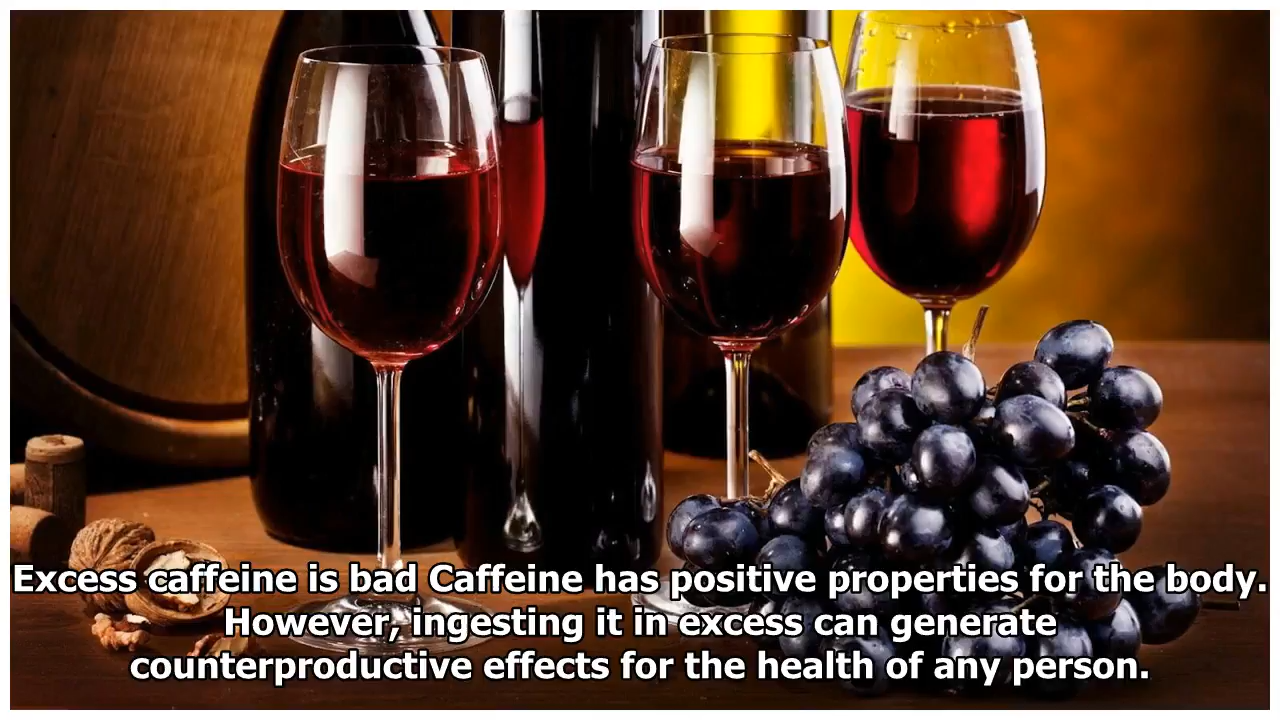 Excess caffeine is bad Caffeine has positive properties for the body.
However, ingesting it in excess can generate
counterproductive effects for the health of any person.